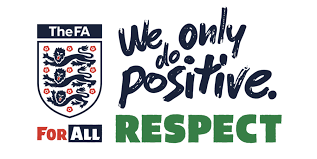 TheFA
We only
do
positive.
FOR ALL
RESPECT